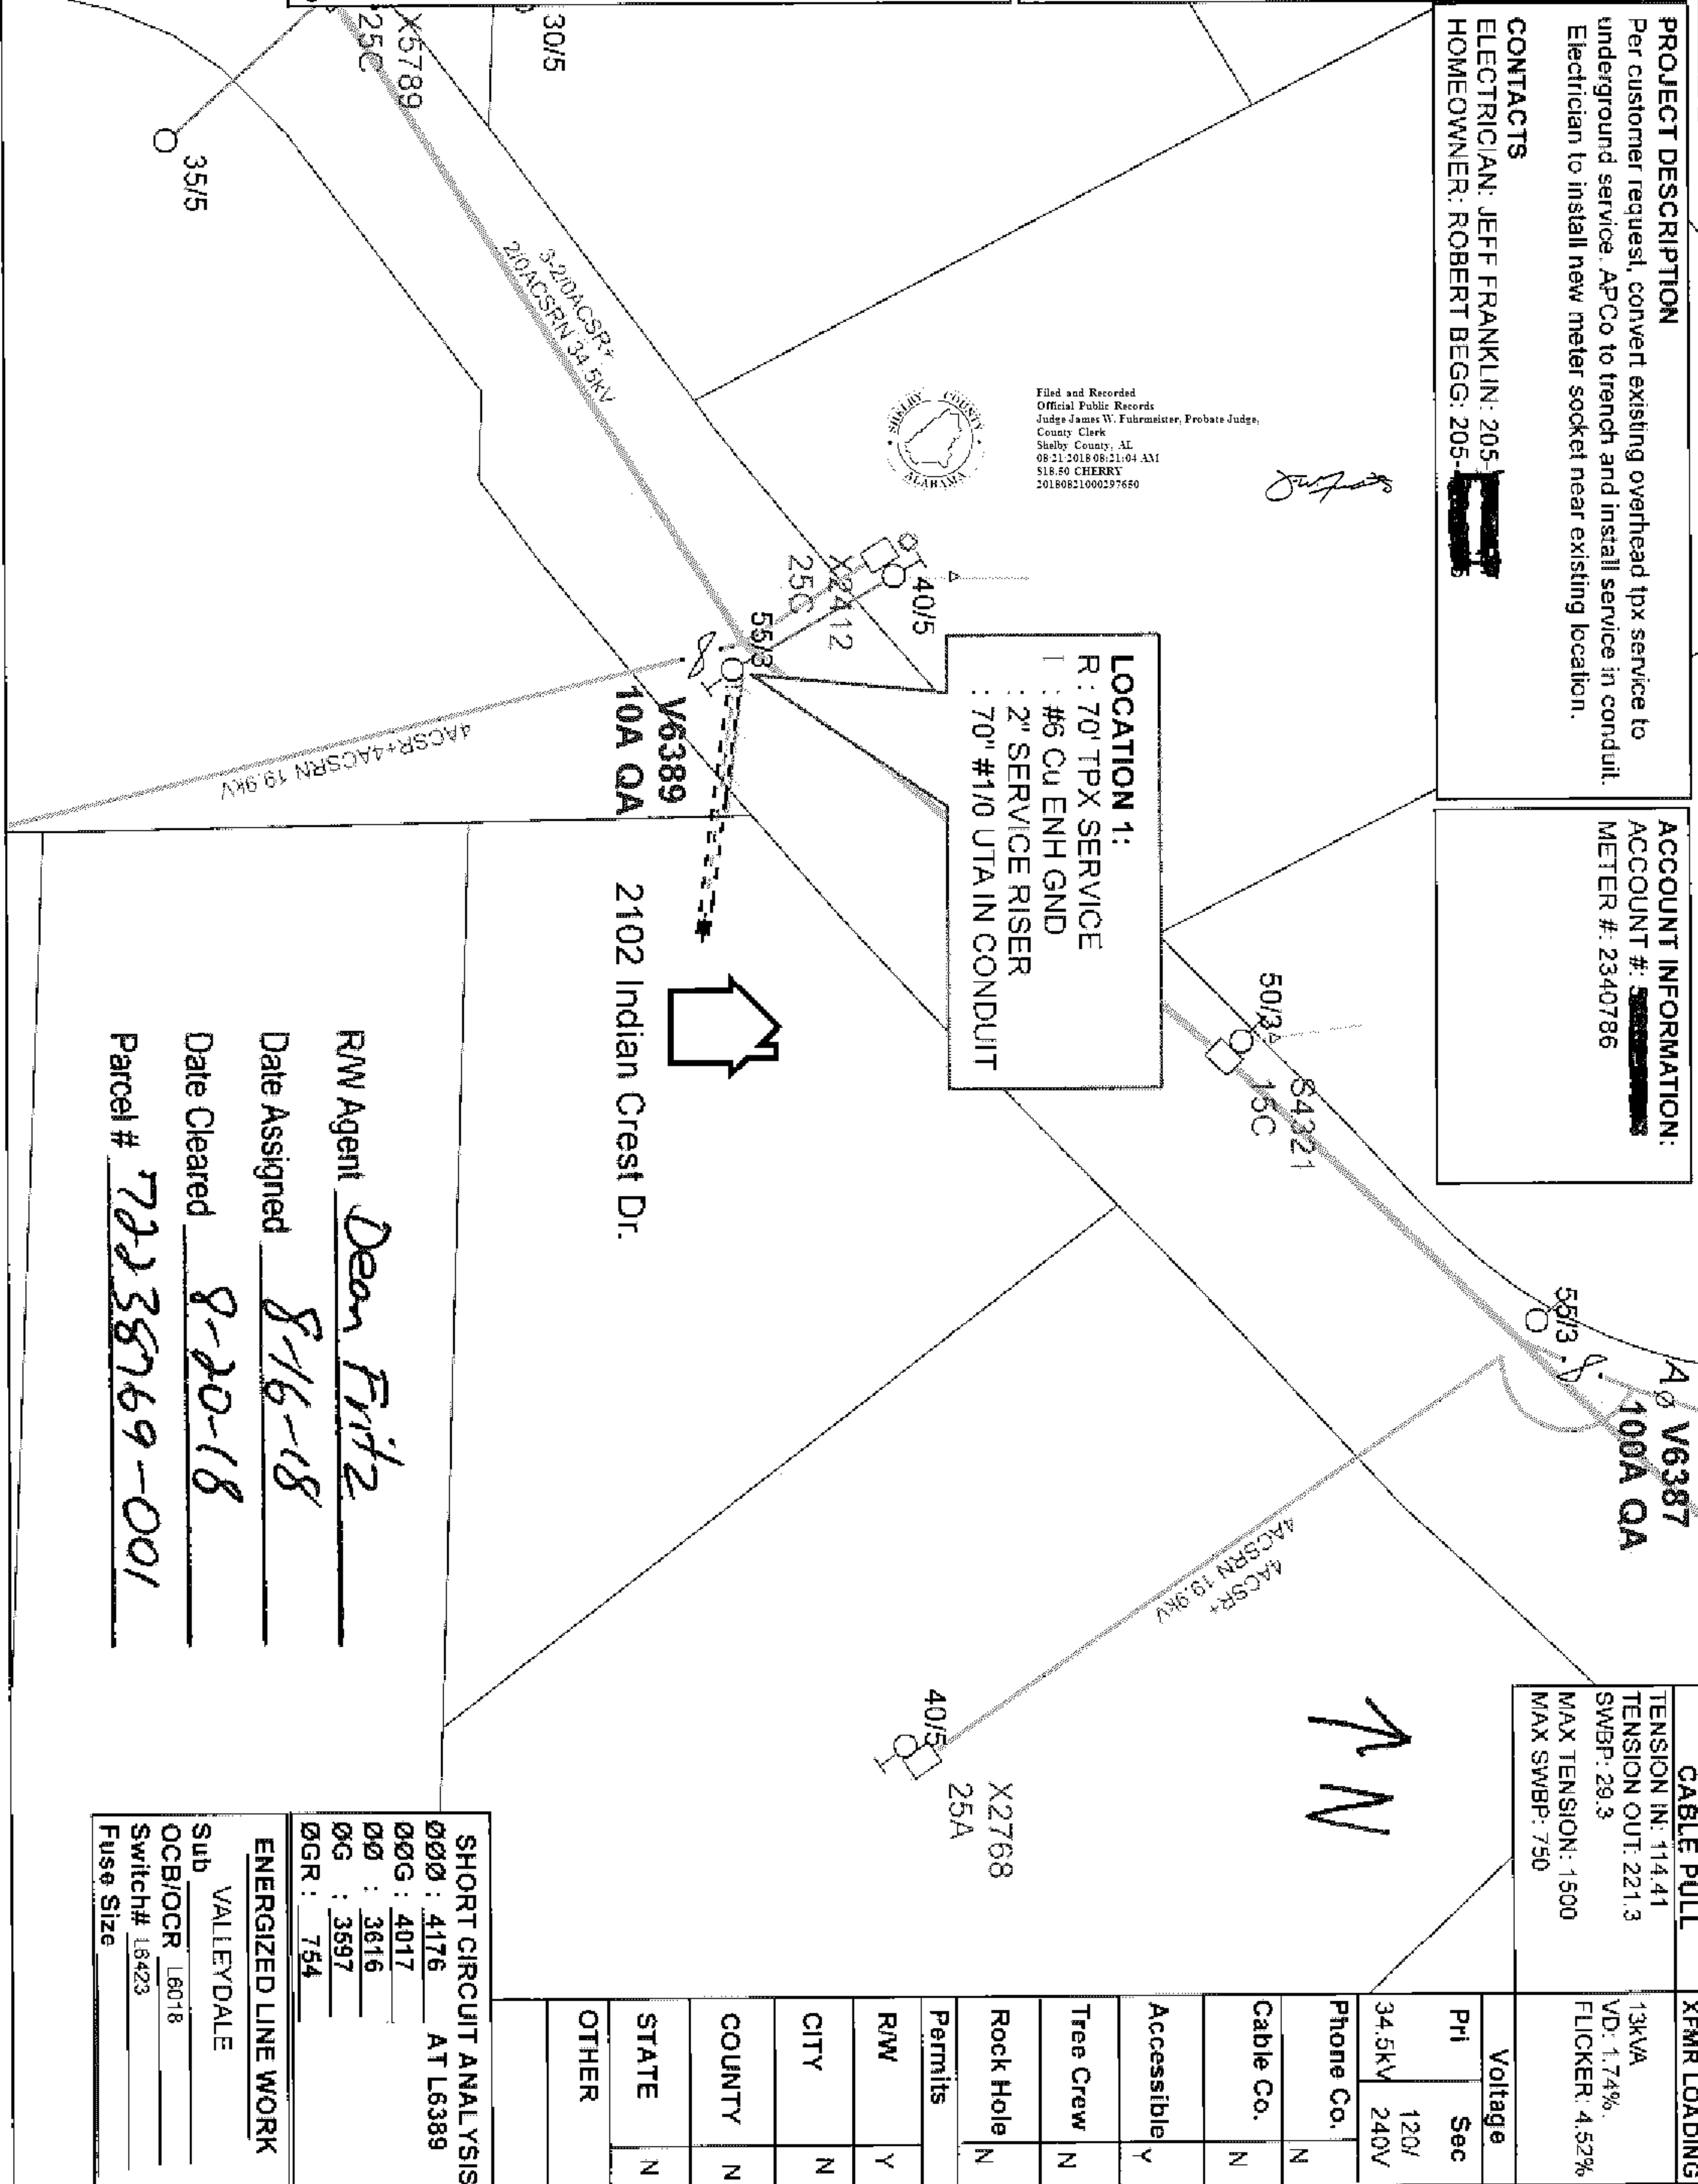 PROJECT DESCRIPTION
Per customer request, convert existing overhead tpx service to
underground service. APCo to trench and install service in conduit.
Electrician to install new meter socket near existing location.
CONTACTS
ELECTRICIAN: JEFF FRANKLIN: 205-
HOMEOWNER: ROBERT BEGG: 205-
ACCOUNT INFORMATION:
ACCOUNT #: 5
METER #: 2340786
CABLE PULL
TENSION IN: 114.41
TENSION OUT: 221.3
SWBP: 29.3
MAX TENSION: 1500
MAX SWBP: 750
XFMR LOADING
13kVA
VD: 1.74%.
FLICKER: 4.52%
Voltage
Pri Sec
34.5kV 120/
240V
Phone Co. N
Cable Co. N
Accessible Y
Tree Crew N
Rock Hole N
Permits
R/W Y
CITY N
COUNTY N
STATE N
OTHER
SHORT CIRCUIT ANALYSIS
ØØØ : 4176 AT L6389
ØØG : 4017
ØØ : 3616
ØG : 3597
ØGR : 754
ENERGIZED LINE WORK
Sub VALLEYDALE
OCB/OCR L6018
Switch# L6423
Fuse Size
Filed and Recorded
Official Public Records
Judge James W. Fuhrmeister, Probate Judge,
County Clerk
Shelby County, AL
08/21/2018 08:21:04 AM
$18.50 CHERRY
20180821000297650
SHELBY COUNTY
ALABAMA
LOCATION 1:
R : 70' TPX SERVICE
I : #6 Cu ENH GND
: 2" SERVICE RISER
: 70" #1/0 UTA IN CONDUIT
30/5
X5789
25C
35/5
3-2/0ACSR+
2/0ACSRN 34.5kV
40/5
X2412
25C
55/3
V6389
10A QA
4ACSR+4ACSRN 19.9kV
2102 Indian Crest Dr.
50/3
S4321
15C
55/3
AØ V6387
100A QA
4ACSR+
4ACSRN 19.9kV
40/5
X2768
25A
N
R/W Agent Dean Fritz
Date Assigned 8-16-18
Date Cleared 8-20-18
Parcel # 72238769-001